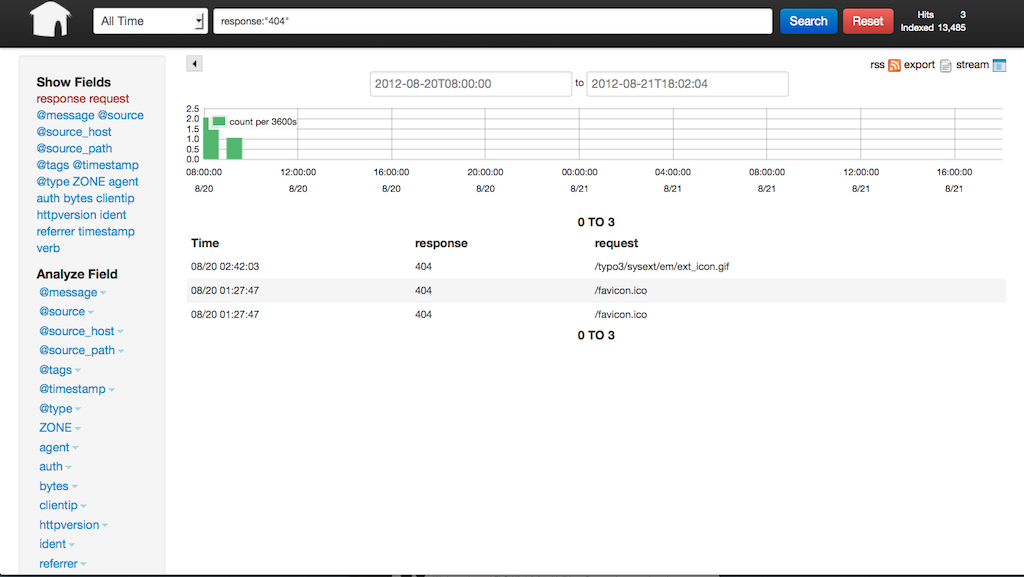 All Time response:"404" Search Reset Hits 3
Indexed 13,485
rss export stream
Show Fields
response request
@message @source
@source_host
@source_path
@tags @timestamp
@type ZONE agent
auth bytes clientip
httpversion ident
referrer timestamp
verb
Analyze Field
@message
@source
@source_host
@source_path
@tags
@timestamp
@type
ZONE
agent
auth
bytes
clientip
httpversion
ident
referrer
2012-08-20T08:00:00 to 2012-08-21T18:02:04
2.5
2.0
1.5
1.0
0.5
0.0
count per 3600s
08:00:00 12:00:00 16:00:00 20:00:00 00:00:00 04:00:00 08:00:00 12:00:00 16:00:00
8/20 8/20 8/20 8/20 8/21 8/21 8/21 8/21 8/21
0 TO 3
Time response request
08/20 02:42:03 404 /typo3/sysext/em/ext_icon.gif
08/20 01:27:47 404 /favicon.ico
08/20 01:27:47 404 /favicon.ico
0 TO 3